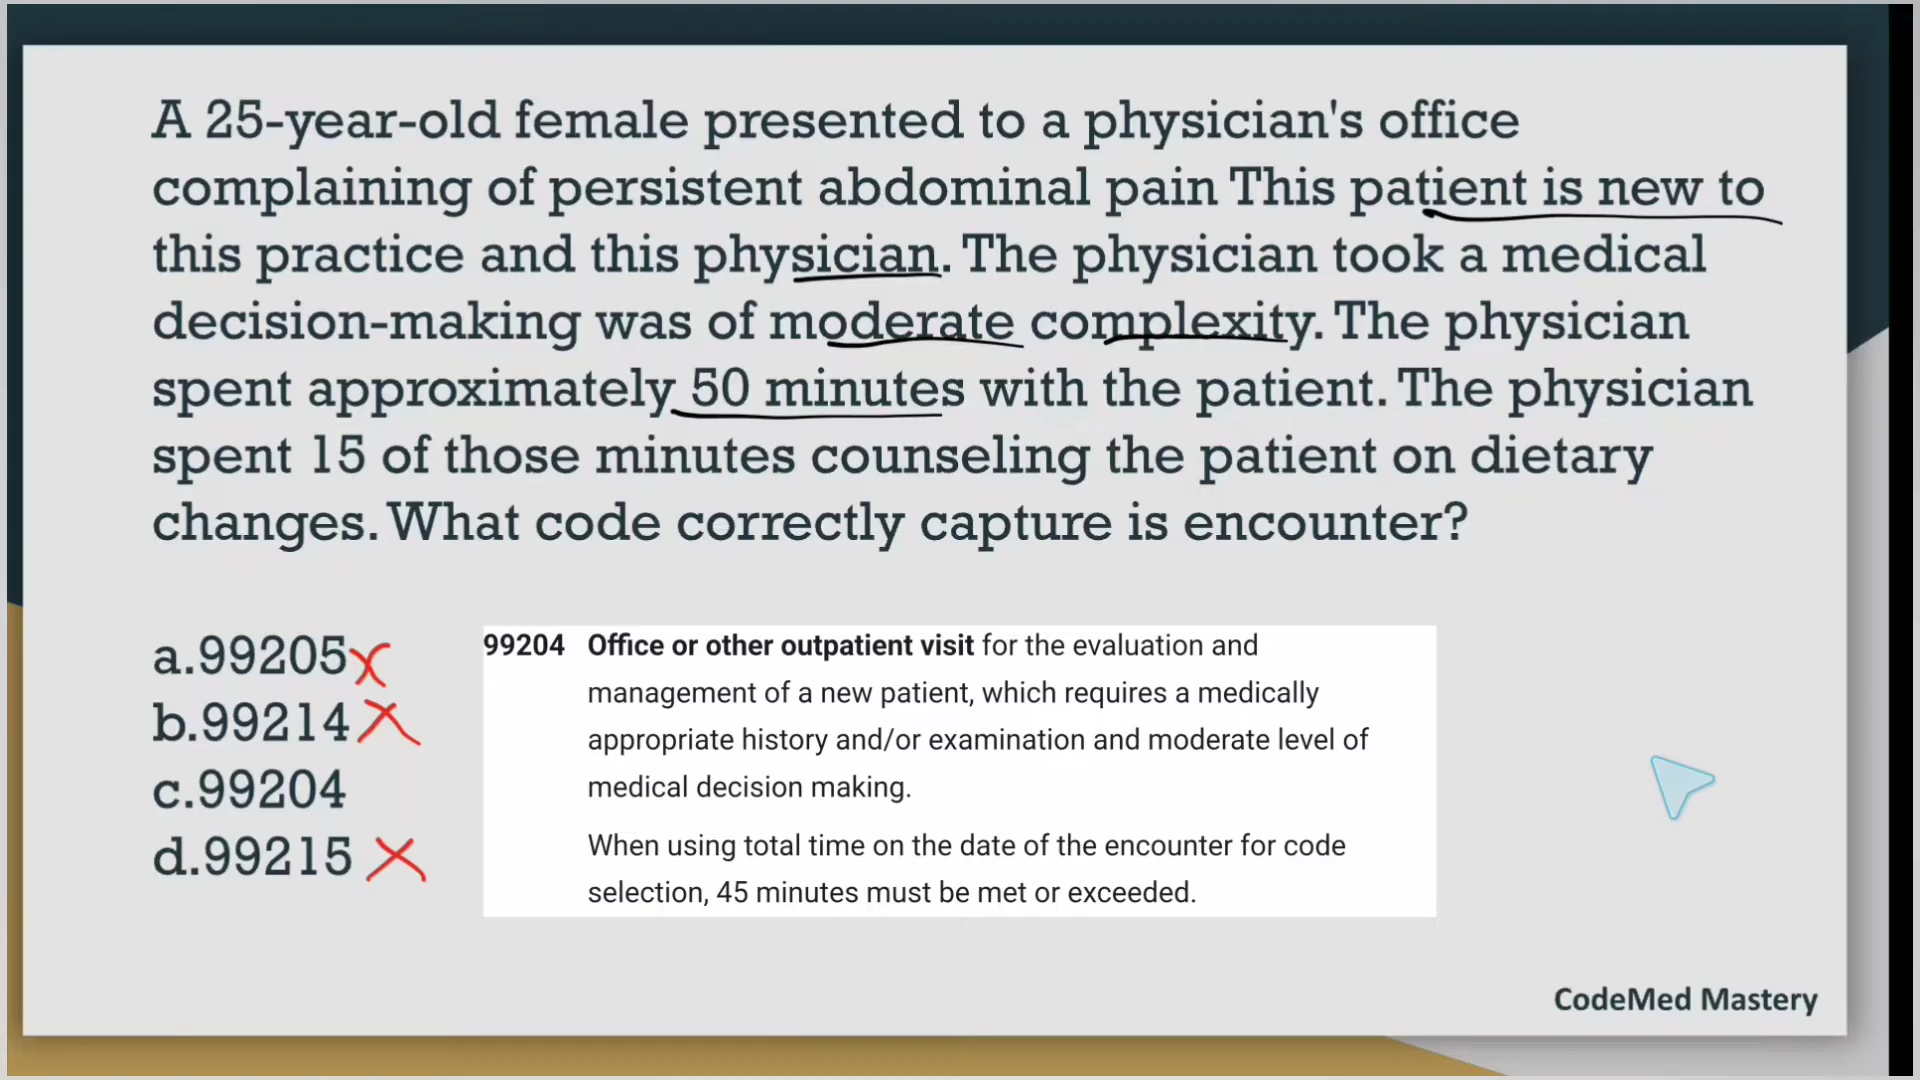 A 25-year-old female presented to a physician's office
complaining of persistent abdominal pain This patient is new to
this practice and this physician. The physician took a medical
decision-making was of moderate complexity. The physician
spent approximately 50 minutes with the patient. The physician
spent 15 of those minutes counseling the patient on dietary
changes. What code correctly capture is encounter?
a.99205
b.99214
c.99204
d.99215
99204 Office or other outpatient visit for the evaluation and
management of a new patient, which requires a medically
appropriate history and/or examination and moderate level of
medical decision making.
When using total time on the date of the encounter for code
selection, 45 minutes must be met or exceeded.
CodeMed Mastery